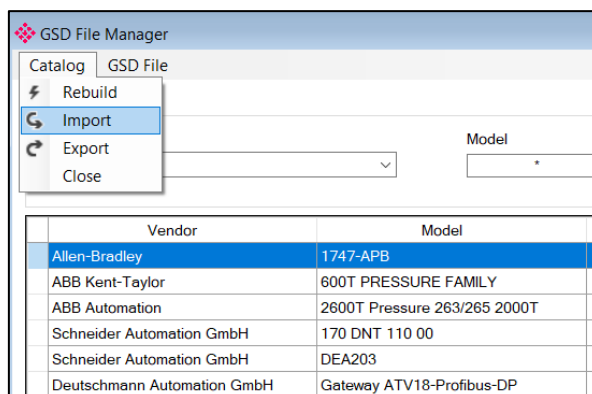 GSD File Manager
Catalog GSD File
Rebuild
Import
Export
Close
Model
*
Vendor Model
Allen-Bradley 1747-APB
ABB Kent-Taylor 600T PRESSURE FAMILY
ABB Automation 2600T Pressure 263/265 2000T
Schneider Automation GmbH 170 DNT 110 00
Schneider Automation GmbH DEA203
Deutschmann Automation GmbH Gateway ATV18-Profibus-DP